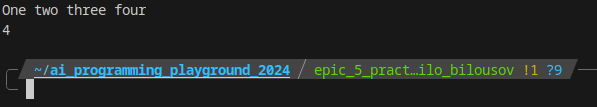 One two three four
4
~/ai_programming_playground_2024 / epic_5_pract…ilo_bilousov !1 ?9